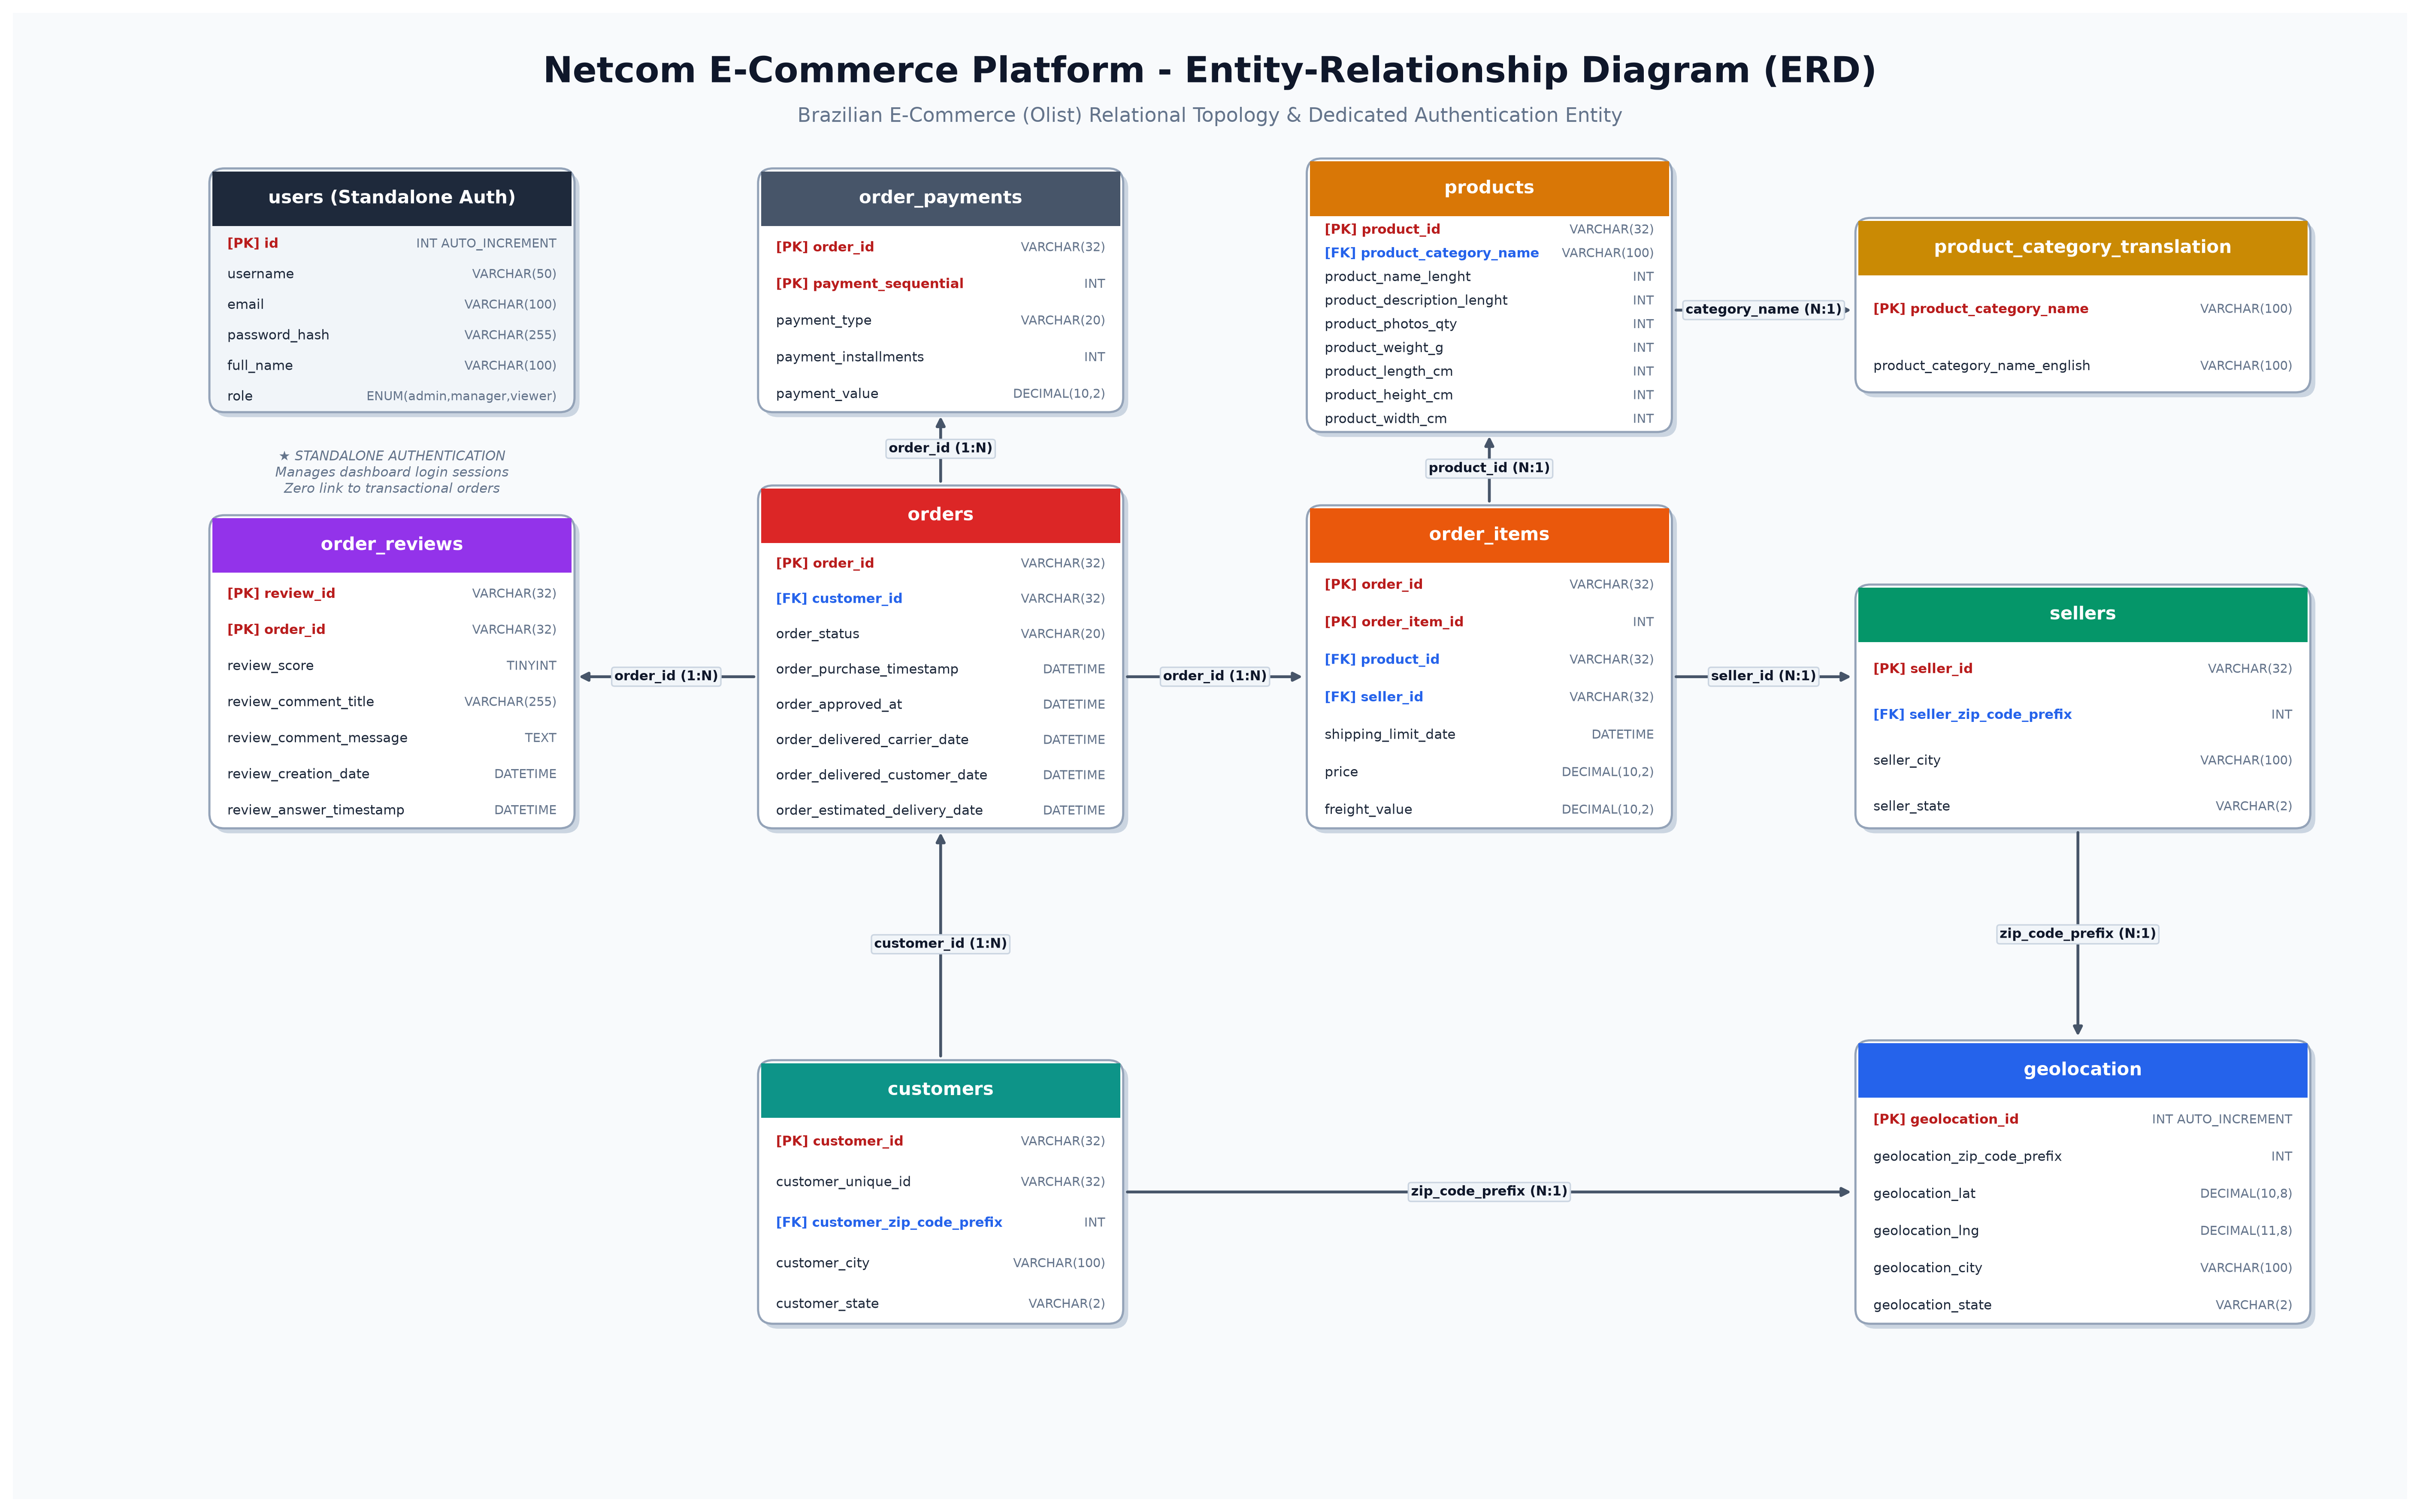 Netcom E-Commerce Platform - Entity-Relationship Diagram (ERD)
Brazilian E-Commerce (Olist) Relational Topology & Dedicated Authentication Entity
users (Standalone Auth)
[PK] id INT AUTO_INCREMENT
username VARCHAR(50)
email VARCHAR(100)
password_hash VARCHAR(255)
full_name VARCHAR(100)
role ENUM(admin,manager,viewer)
★ STANDALONE AUTHENTICATION
Manages dashboard login sessions
Zero link to transactional orders
order_payments
[PK] order_id VARCHAR(32)
[PK] payment_sequential INT
payment_type VARCHAR(20)
payment_installments INT
payment_value DECIMAL(10,2)
order_id (1:N)
products
[PK] product_id VARCHAR(32)
[FK] product_category_name VARCHAR(100)
product_name_lenght INT
product_description_lenght INT
product_photos_qty INT
product_weight_g INT
product_length_cm INT
product_height_cm INT
product_width_cm INT
category_name (N:1)
product_id (N:1)
product_category_translation
[PK] product_category_name VARCHAR(100)
product_category_name_english VARCHAR(100)
order_reviews
[PK] review_id VARCHAR(32)
[PK] order_id VARCHAR(32)
review_score TINYINT
review_comment_title VARCHAR(255)
review_comment_message TEXT
review_creation_date DATETIME
review_answer_timestamp DATETIME
order_id (1:N)
orders
[PK] order_id VARCHAR(32)
[FK] customer_id VARCHAR(32)
order_status VARCHAR(20)
order_purchase_timestamp DATETIME
order_approved_at DATETIME
order_delivered_carrier_date DATETIME
order_delivered_customer_date DATETIME
order_estimated_delivery_date DATETIME
order_id (1:N)
order_items
[PK] order_id VARCHAR(32)
[PK] order_item_id INT
[FK] product_id VARCHAR(32)
[FK] seller_id VARCHAR(32)
shipping_limit_date DATETIME
price DECIMAL(10,2)
freight_value DECIMAL(10,2)
seller_id (N:1)
sellers
[PK] seller_id VARCHAR(32)
[FK] seller_zip_code_prefix INT
seller_city VARCHAR(100)
seller_state VARCHAR(2)
customer_id (1:N)
zip_code_prefix (N:1)
customers
[PK] customer_id VARCHAR(32)
customer_unique_id VARCHAR(32)
[FK] customer_zip_code_prefix INT
customer_city VARCHAR(100)
customer_state VARCHAR(2)
zip_code_prefix (N:1)
geolocation
[PK] geolocation_id INT AUTO_INCREMENT
geolocation_zip_code_prefix INT
geolocation_lat DECIMAL(10,8)
geolocation_lng DECIMAL(11,8)
geolocation_city VARCHAR(100)
geolocation_state VARCHAR(2)